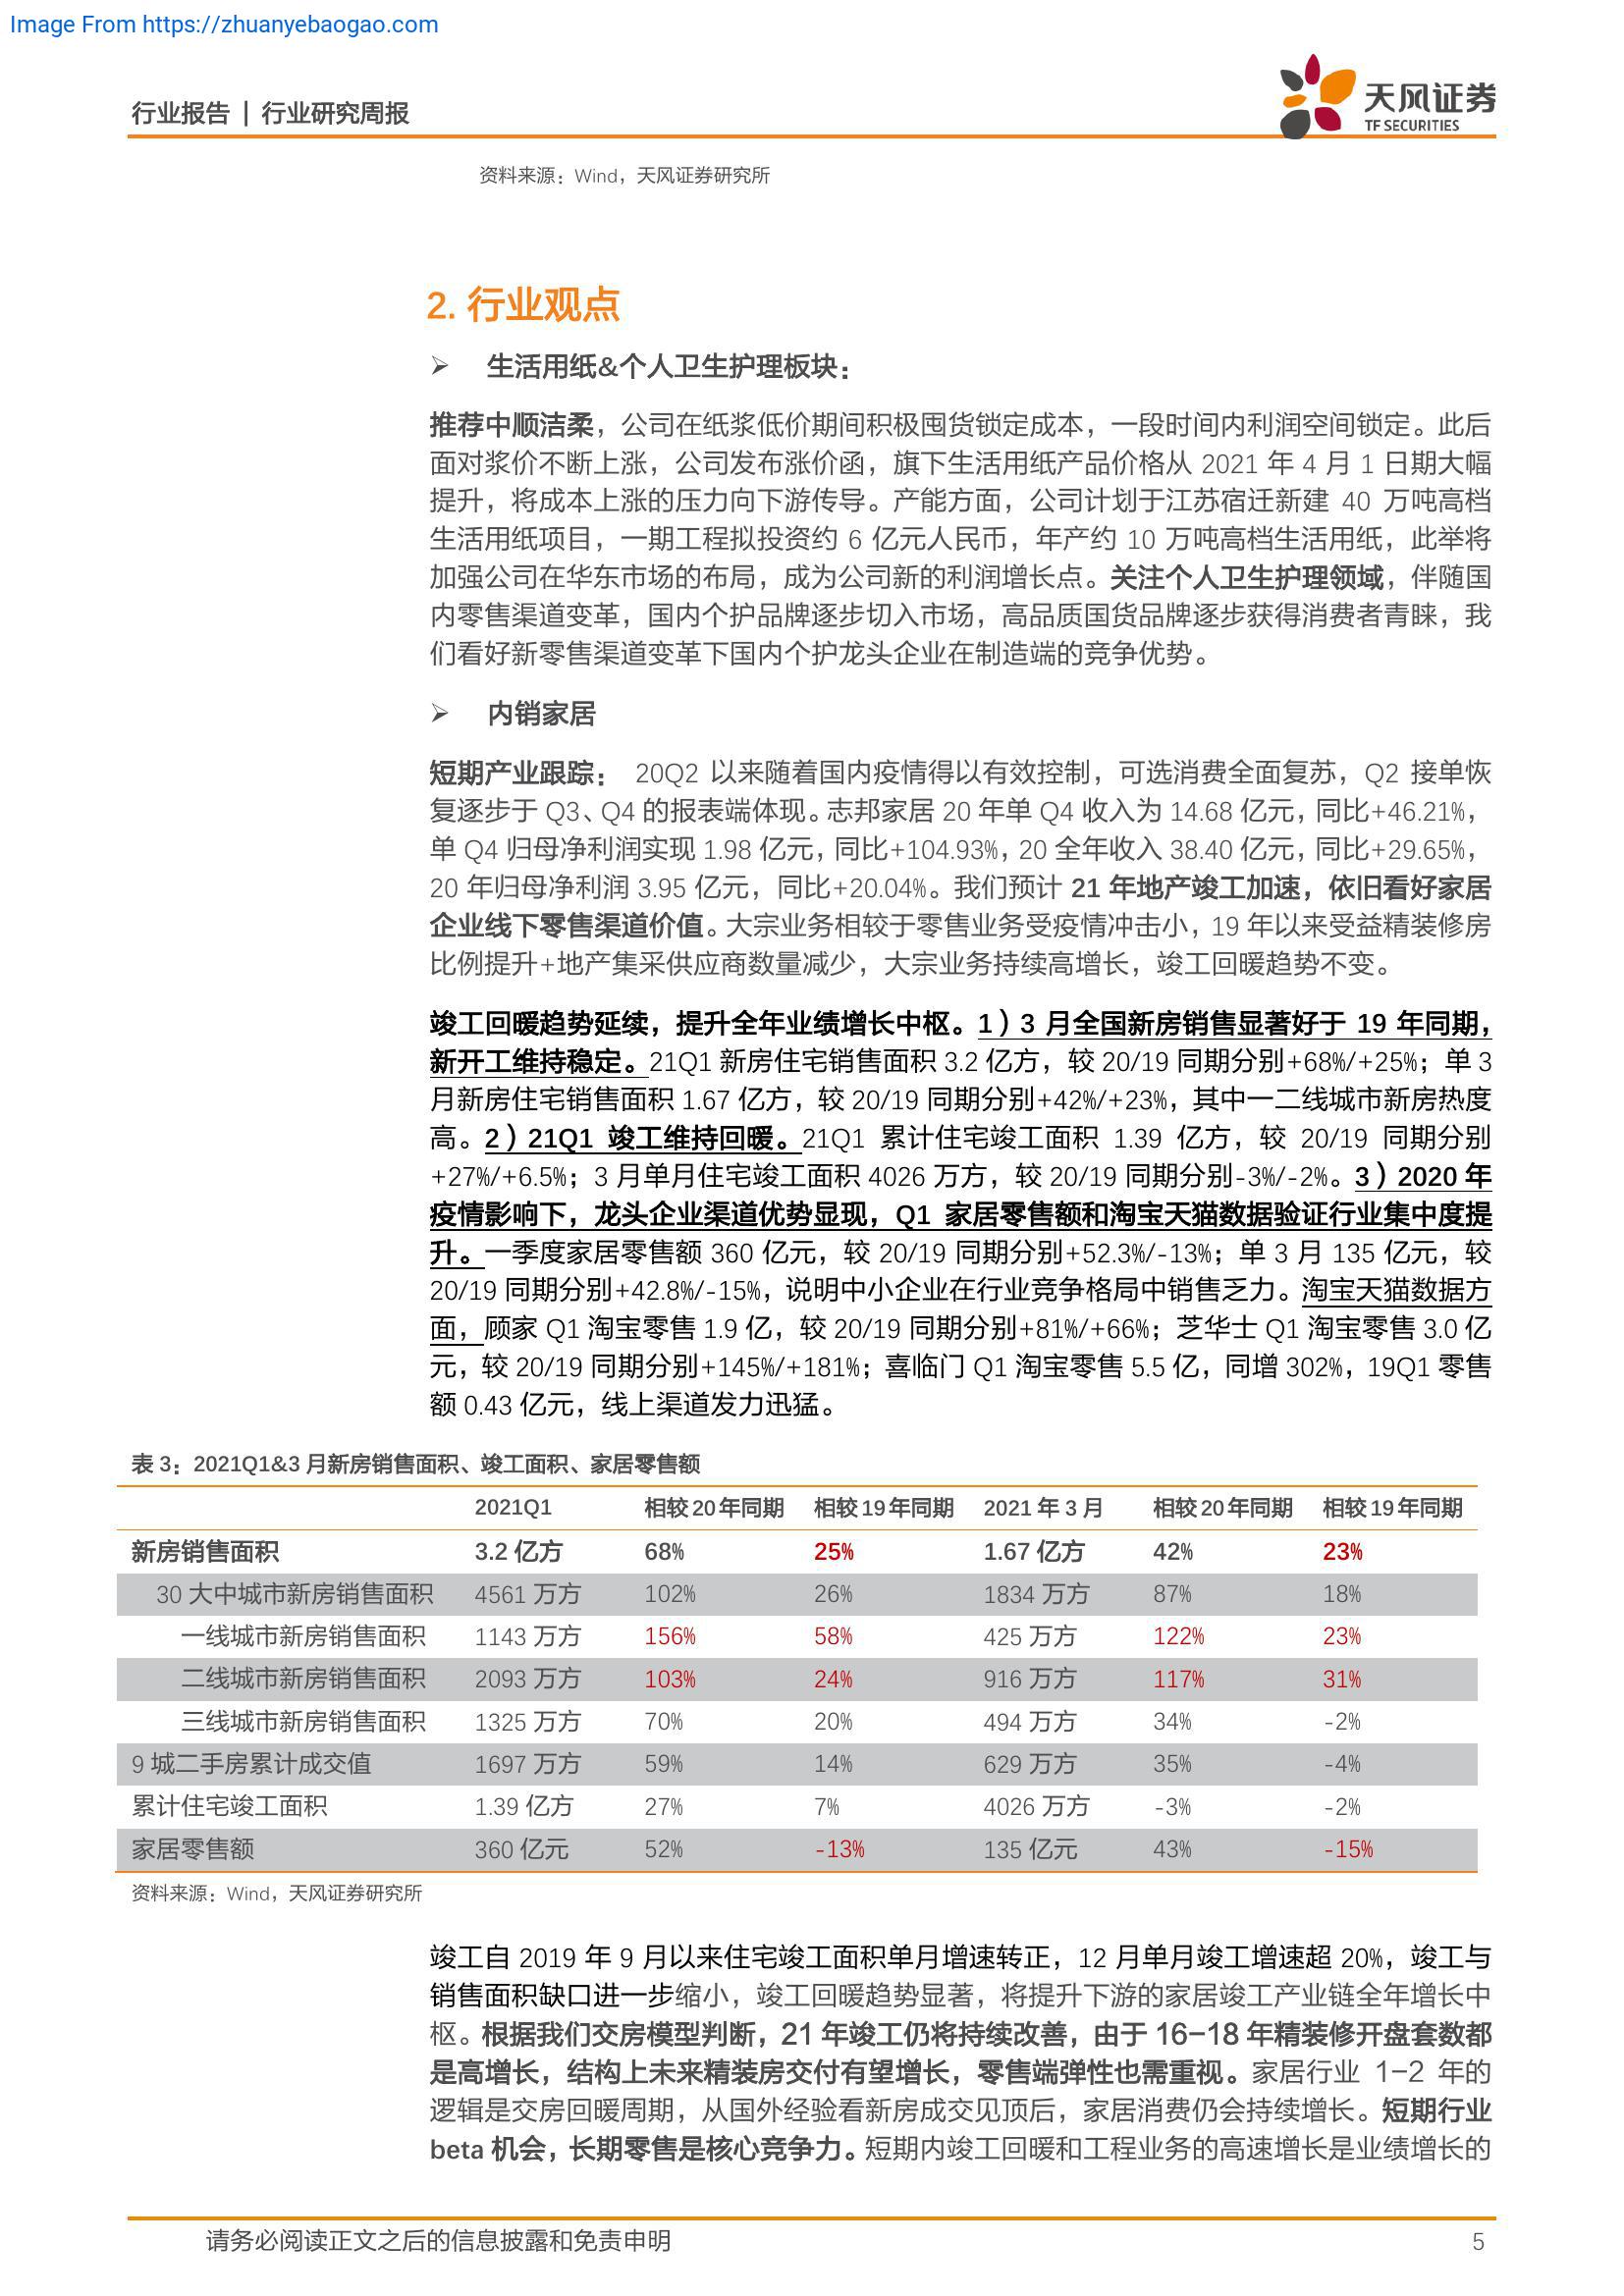 Image From https://zhuanyebaogao.com
行业报告 | 行业研究周报
天风证券
TF SECURITIES
资料来源：Wind，天风证券研究所
2. 行业观点
➢ 生活用纸&个人卫生护理板块：
推荐中顺洁柔，公司在纸浆低价期间积极囤货锁定成本，一段时间内利润空间锁定。此后
面对浆价不断上涨，公司发布涨价函，旗下生活用纸产品价格从 2021 年 4 月 1 日期大幅
提升，将成本上涨的压力向下游传导。产能方面，公司计划于江苏宿迁新建 40 万吨高档
生活用纸项目，一期工程拟投资约 6 亿元人民币，年产约 10 万吨高档生活用纸，此举将
加强公司在华东市场的布局，成为公司新的利润增长点。关注个人卫生护理领域，伴随国
内零售渠道变革，国内个护品牌逐步切入市场，高品质国货品牌逐步获得消费者青睐，我
们看好新零售渠道变革下国内个护龙头企业在制造端的竞争优势。
➢ 内销家居
短期产业跟踪： 20Q2 以来随着国内疫情得以有效控制，可选消费全面复苏，Q2 接单恢
复逐步于 Q3、Q4 的报表端体现。志邦家居 20 年单 Q4 收入为 14.68 亿元，同比+46.21%，
单 Q4 归母净利润实现 1.98 亿元，同比+104.93%，20 全年收入 38.40 亿元，同比+29.65%，
20 年归母净利润 3.95 亿元，同比+20.04%。我们预计 21 年地产竣工加速，依旧看好家居
企业线下零售渠道价值。大宗业务相较于零售业务受疫情冲击小，19 年以来受益精装修房
比例提升+地产集采供应商数量减少，大宗业务持续高增长，竣工回暖趋势不变。
竣工回暖趋势延续，提升全年业绩增长中枢。1）3 月全国新房销售显著好于 19 年同期，
新开工维持稳定。21Q1 新房住宅销售面积 3.2 亿方，较 20/19 同期分别+68%/+25%；单 3
月新房住宅销售面积 1.67 亿方，较 20/19 同期分别+42%/+23%，其中一二线城市新房热度
高。2）21Q1 竣工维持回暖。21Q1 累计住宅竣工面积 1.39 亿方，较 20/19 同期分别
+27%/+6.5%；3 月单月住宅竣工面积 4026 万方，较 20/19 同期分别-3%/-2%。3）2020 年
疫情影响下，龙头企业渠道优势显现，Q1 家居零售额和淘宝天猫数据验证行业集中度提
升。一季度家居零售额 360 亿元，较 20/19 同期分别+52.3%/-13%；单 3 月 135 亿元，较
20/19 同期分别+42.8%/-15%，说明中小企业在行业竞争格局中销售乏力。淘宝天猫数据方
面，顾家 Q1 淘宝零售 1.9 亿，较 20/19 同期分别+81%/+66%；芝华士 Q1 淘宝零售 3.0 亿
元，较 20/19 同期分别+145%/+181%；喜临门 Q1 淘宝零售 5.5 亿，同增 302%，19Q1 零售
额 0.43 亿元，线上渠道发力迅猛。
表 3：2021Q1&3 月新房销售面积、竣工面积、家居零售额
2021Q1 相较 20 年同期 相较 19 年同期 2021 年 3 月 相较 20 年同期 相较 19 年同期
新房销售面积 3.2 亿方 68% 25% 1.67 亿方 42% 23%
30 大中城市新房销售面积 4561 万方 102% 26% 1834 万方 87% 18%
一线城市新房销售面积 1143 万方 156% 58% 425 万方 122% 23%
二线城市新房销售面积 2093 万方 103% 24% 916 万方 117% 31%
三线城市新房销售面积 1325 万方 70% 20% 494 万方 34% -2%
9 城二手房累计成交值 1697 万方 59% 14% 629 万方 35% -4%
累计住宅竣工面积 1.39 亿方 27% 7% 4026 万方 -3% -2%
家居零售额 360 亿元 52% -13% 135 亿元 43% -15%
资料来源：Wind，天风证券研究所
竣工自 2019 年 9 月以来住宅竣工面积单月增速转正，12 月单月竣工增速超 20%，竣工与
销售面积缺口进一步缩小，竣工回暖趋势显著，将提升下游的家居竣工产业链全年增长中
枢。根据我们交房模型判断，21 年竣工仍将持续改善，由于 16-18 年精装修开盘套数都
是高增长，结构上未来精装房交付有望增长，零售端弹性也需重视。家居行业 1-2 年的
逻辑是交房回暖周期，从国外经验看新房成交见顶后，家居消费仍会持续增长。短期行业
beta 机会，长期零售是核心竞争力。短期内竣工回暖和工程业务的高速增长是业绩增长的
请务必阅读正文之后的信息披露和免责申明 5